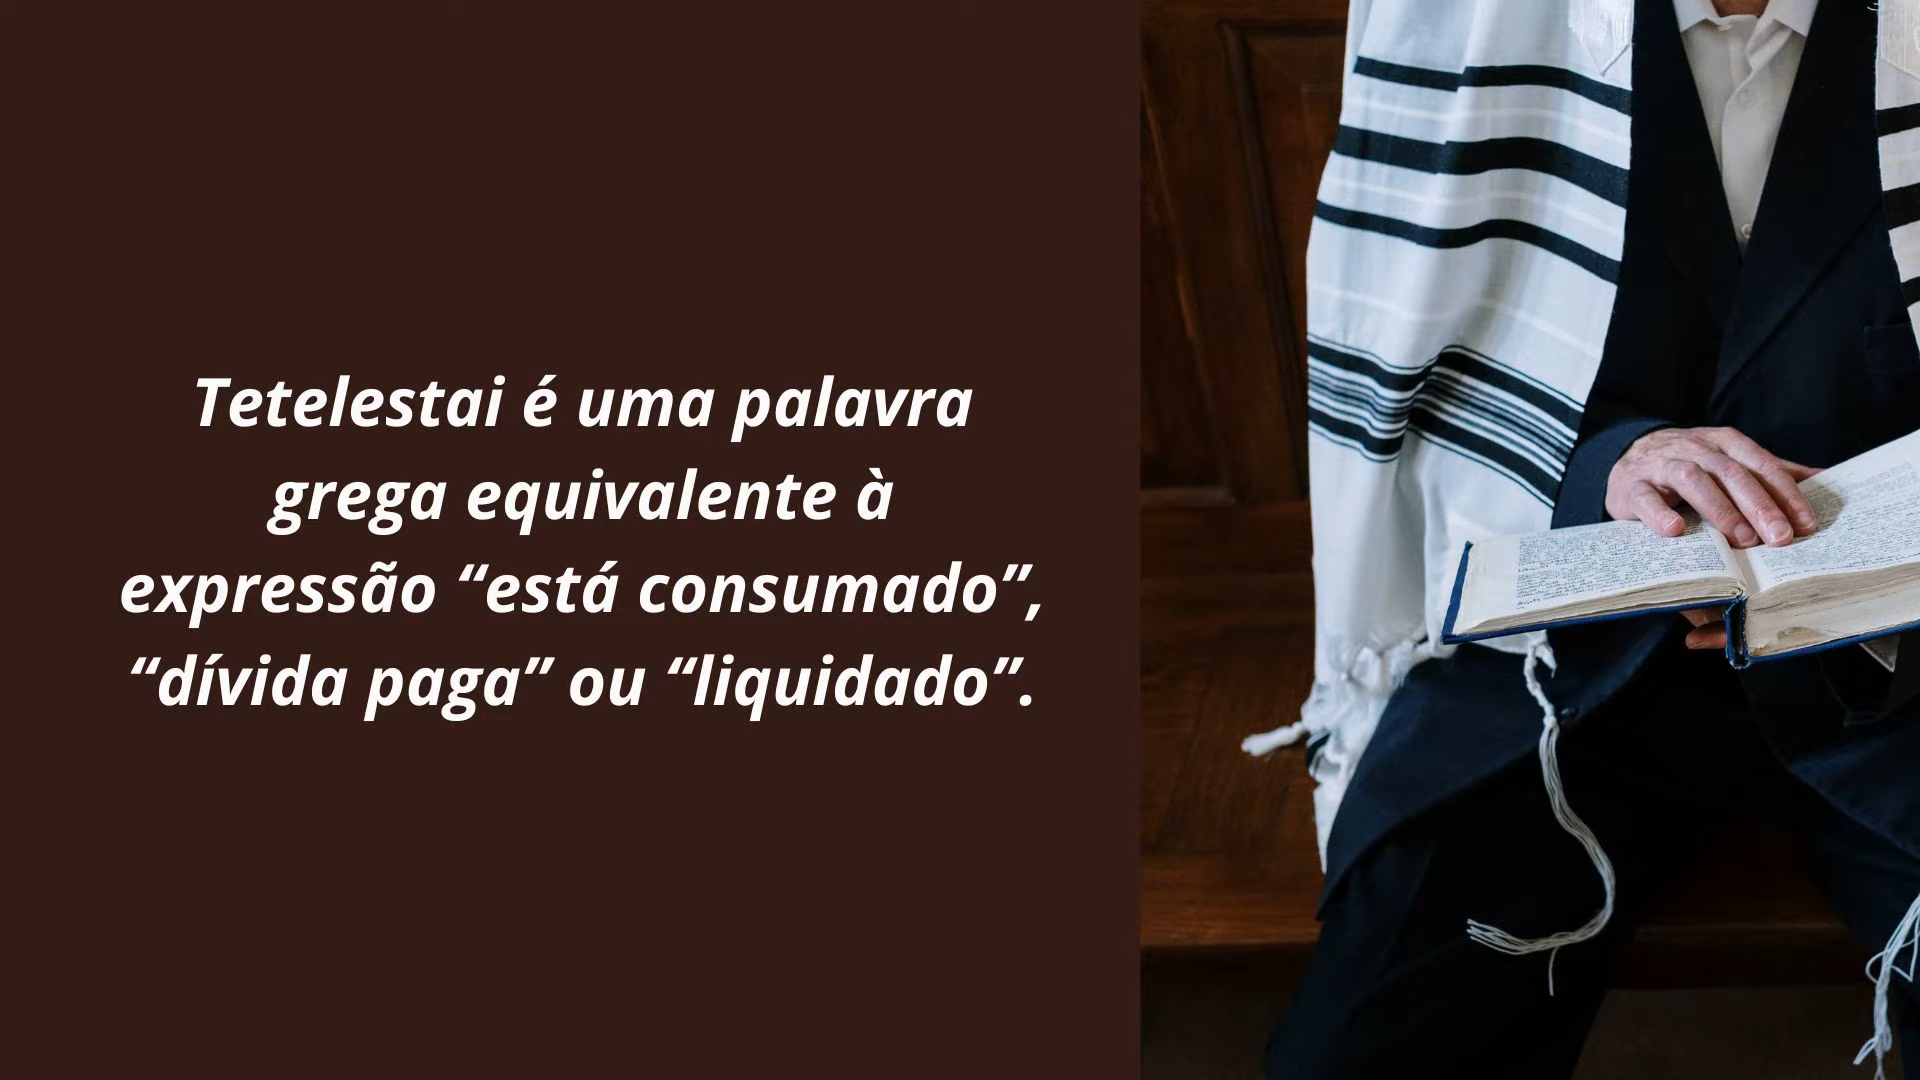 Tetelestai é uma palavra
grega equivalente à
expressão “está consumado”,
“dívida paga” ou “liquidado”.